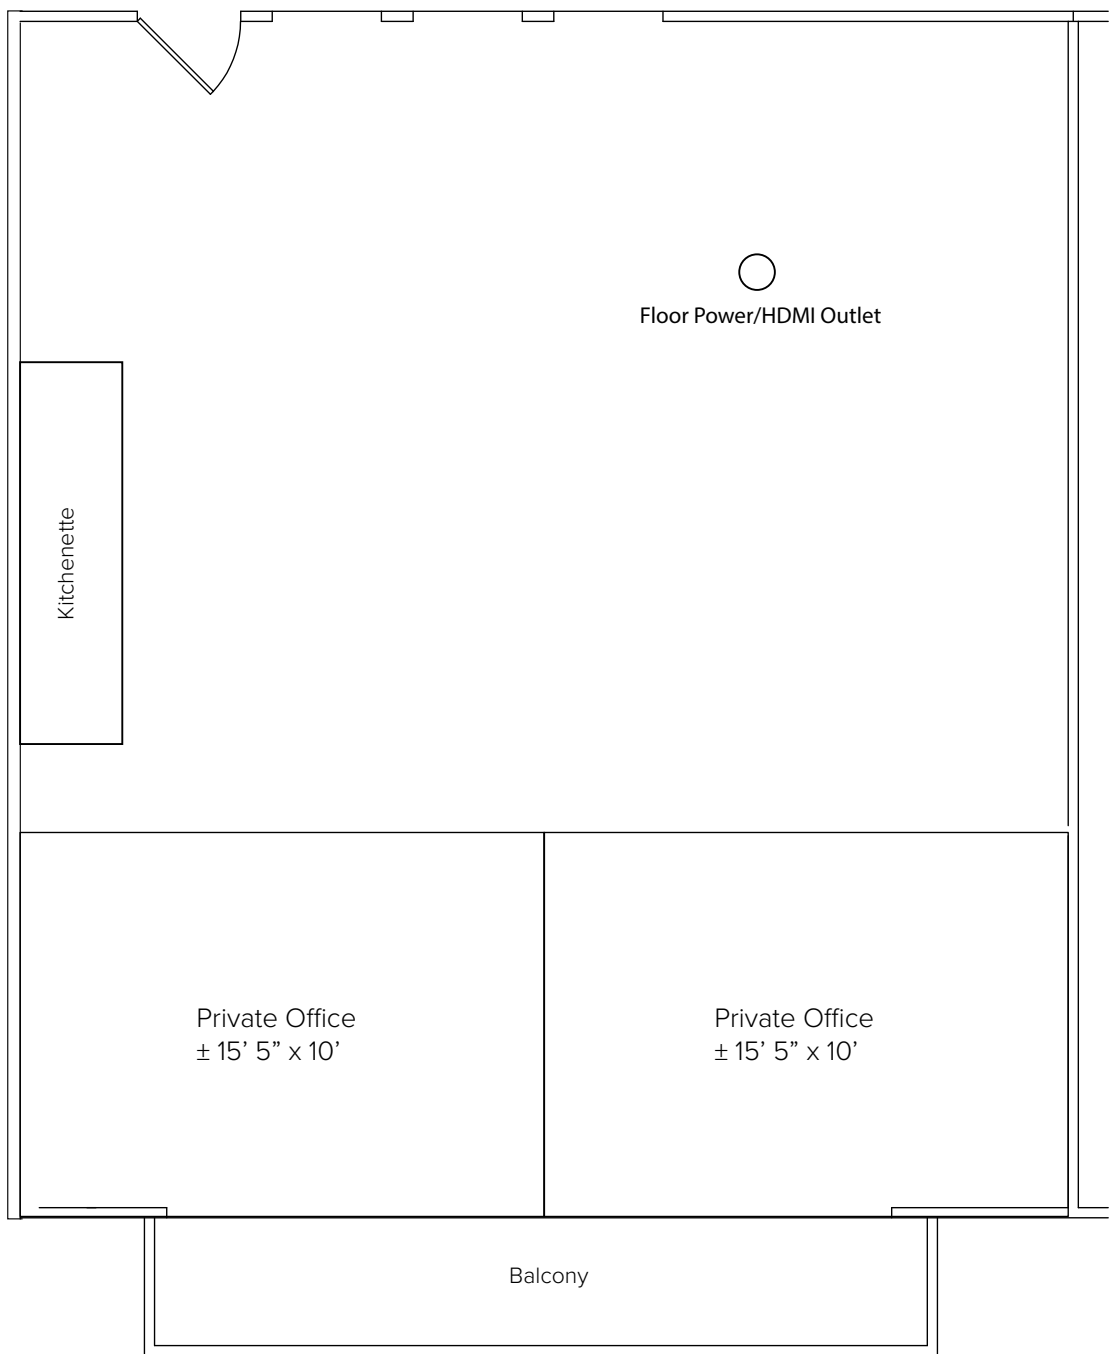 Floor Power/HDMI Outlet
Kitchenette
Private Office
± 15’ 5” x 10’
Private Office
± 15’ 5” x 10’
Balcony